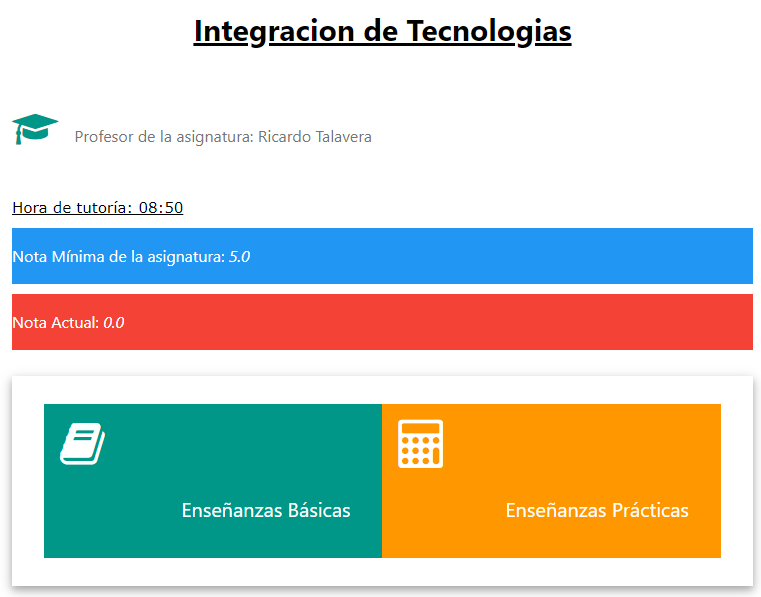 Integracion de Tecnologias
Profesor de la asignatura: Ricardo Talavera
Hora de tutoría: 08:50
Nota Mínima de la asignatura: 5.0
Nota Actual: 0.0
Enseñanzas Básicas
Enseñanzas Prácticas